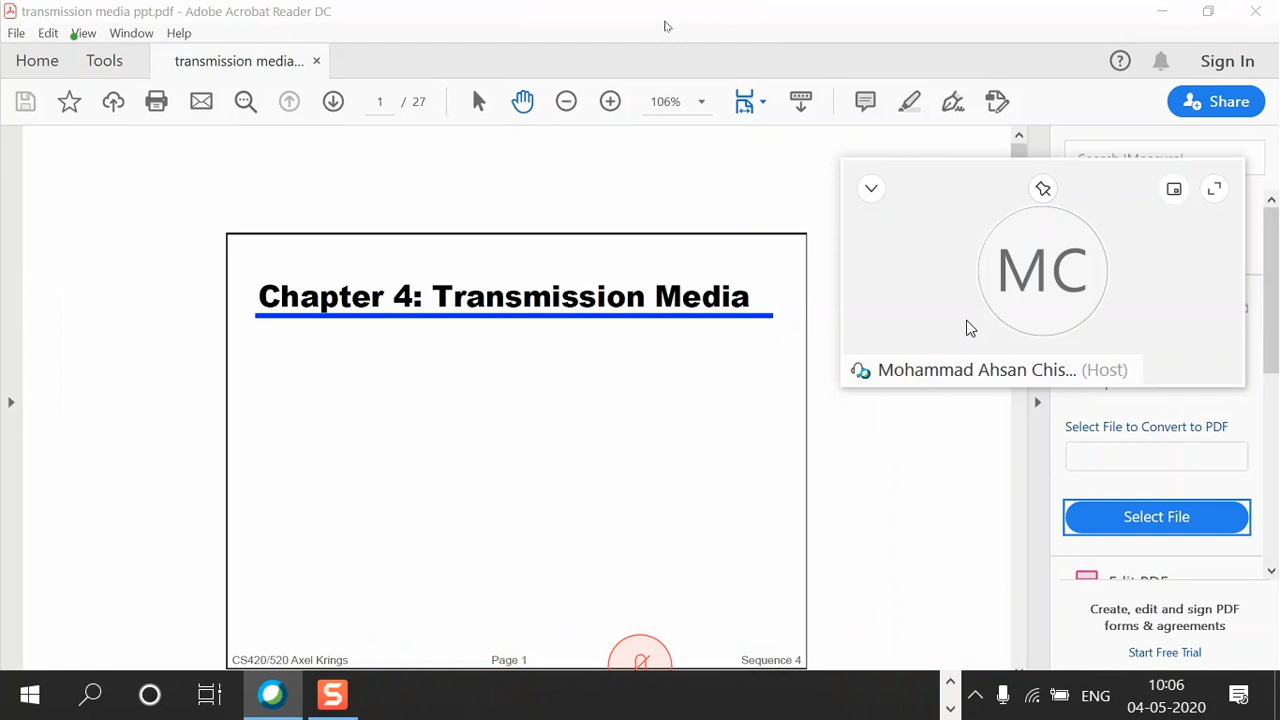 transmission media ppt.pdf - Adobe Acrobat Reader DC
File Edit View Window Help
Home Tools transmission media... × Sign In
1 / 27 106% Share
Chapter 4: Transmission Media
MC
Mohammad Ahsan Chis... (Host)
Select File to Convert to PDF
Select File
Edit PDF
Create, edit and sign PDF
forms & agreements
Start Free Trial
CS420/520 Axel Krings Page 1 Sequence 4
S
ENG
10:06
04-05-2020